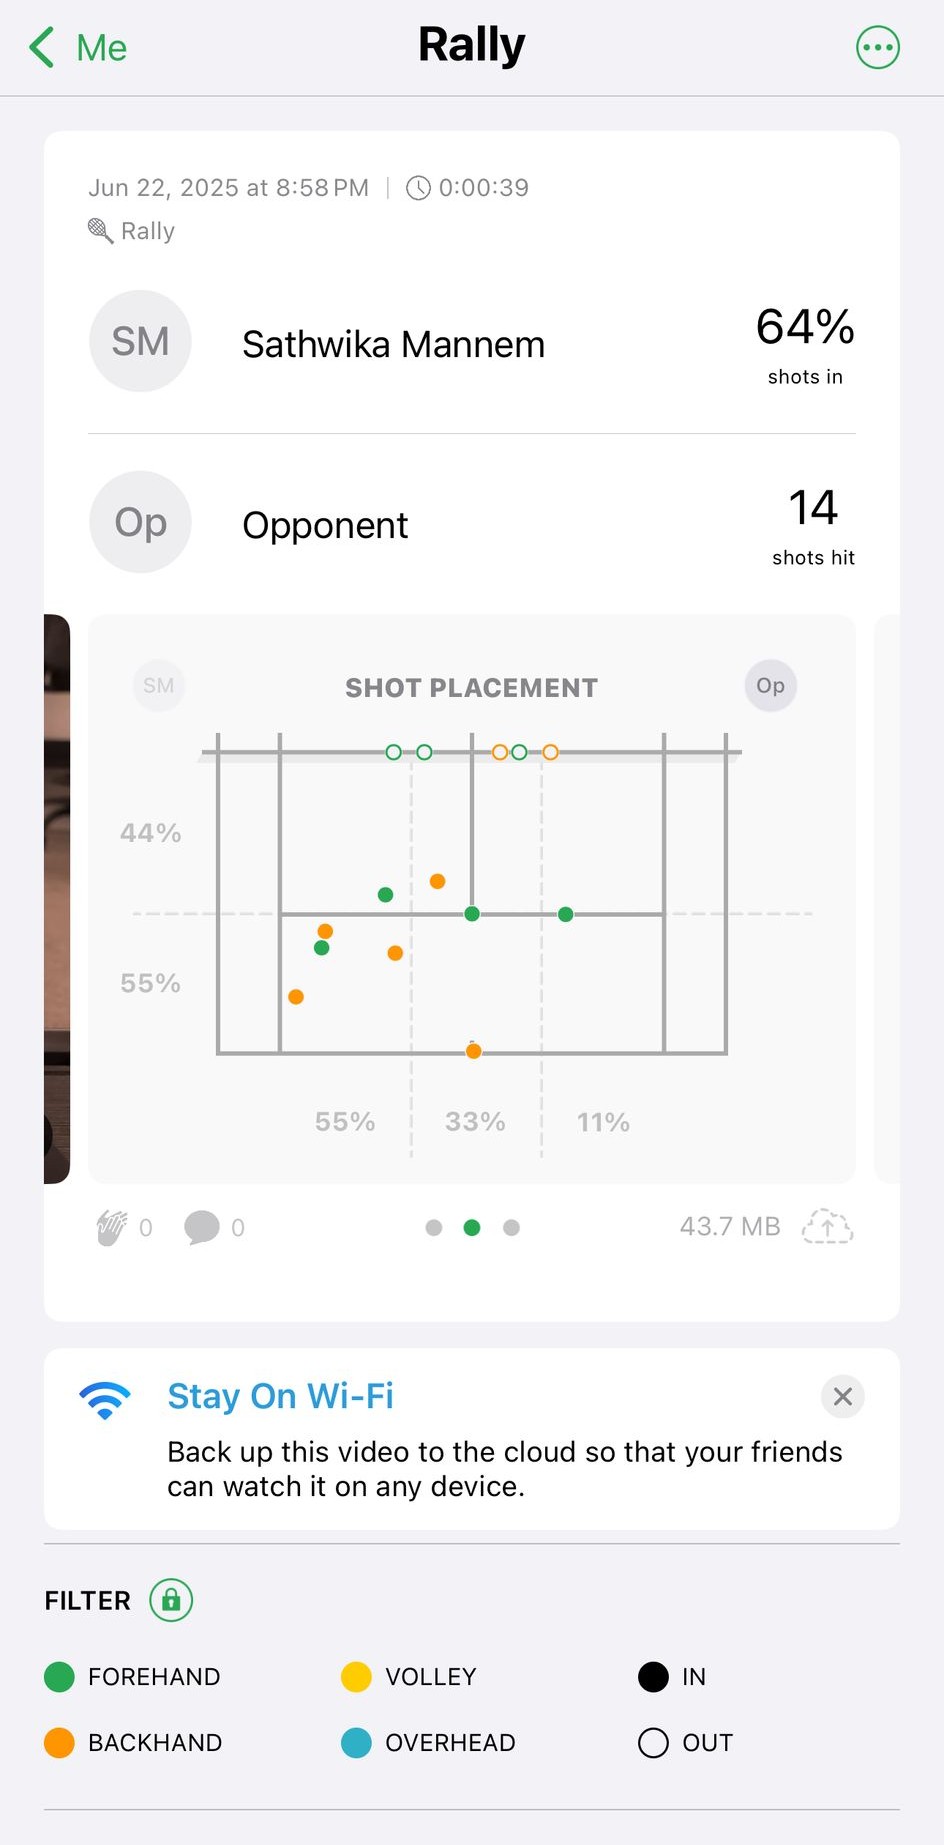 Me
Rally
Jun 22, 2025 at 8:58 PM | 0:00:39
Rally
SM
Sathwika Mannem
64%
shots in
Op
Opponent
14
shots hit
SM
SHOT PLACEMENT
Op
44%
55%
55% 33% 11%
0 0 43.7 MB
Stay On Wi-Fi
Back up this video to the cloud so that your friends
can watch it on any device.
FILTER
FOREHAND VOLLEY IN
BACKHAND OVERHEAD OUT